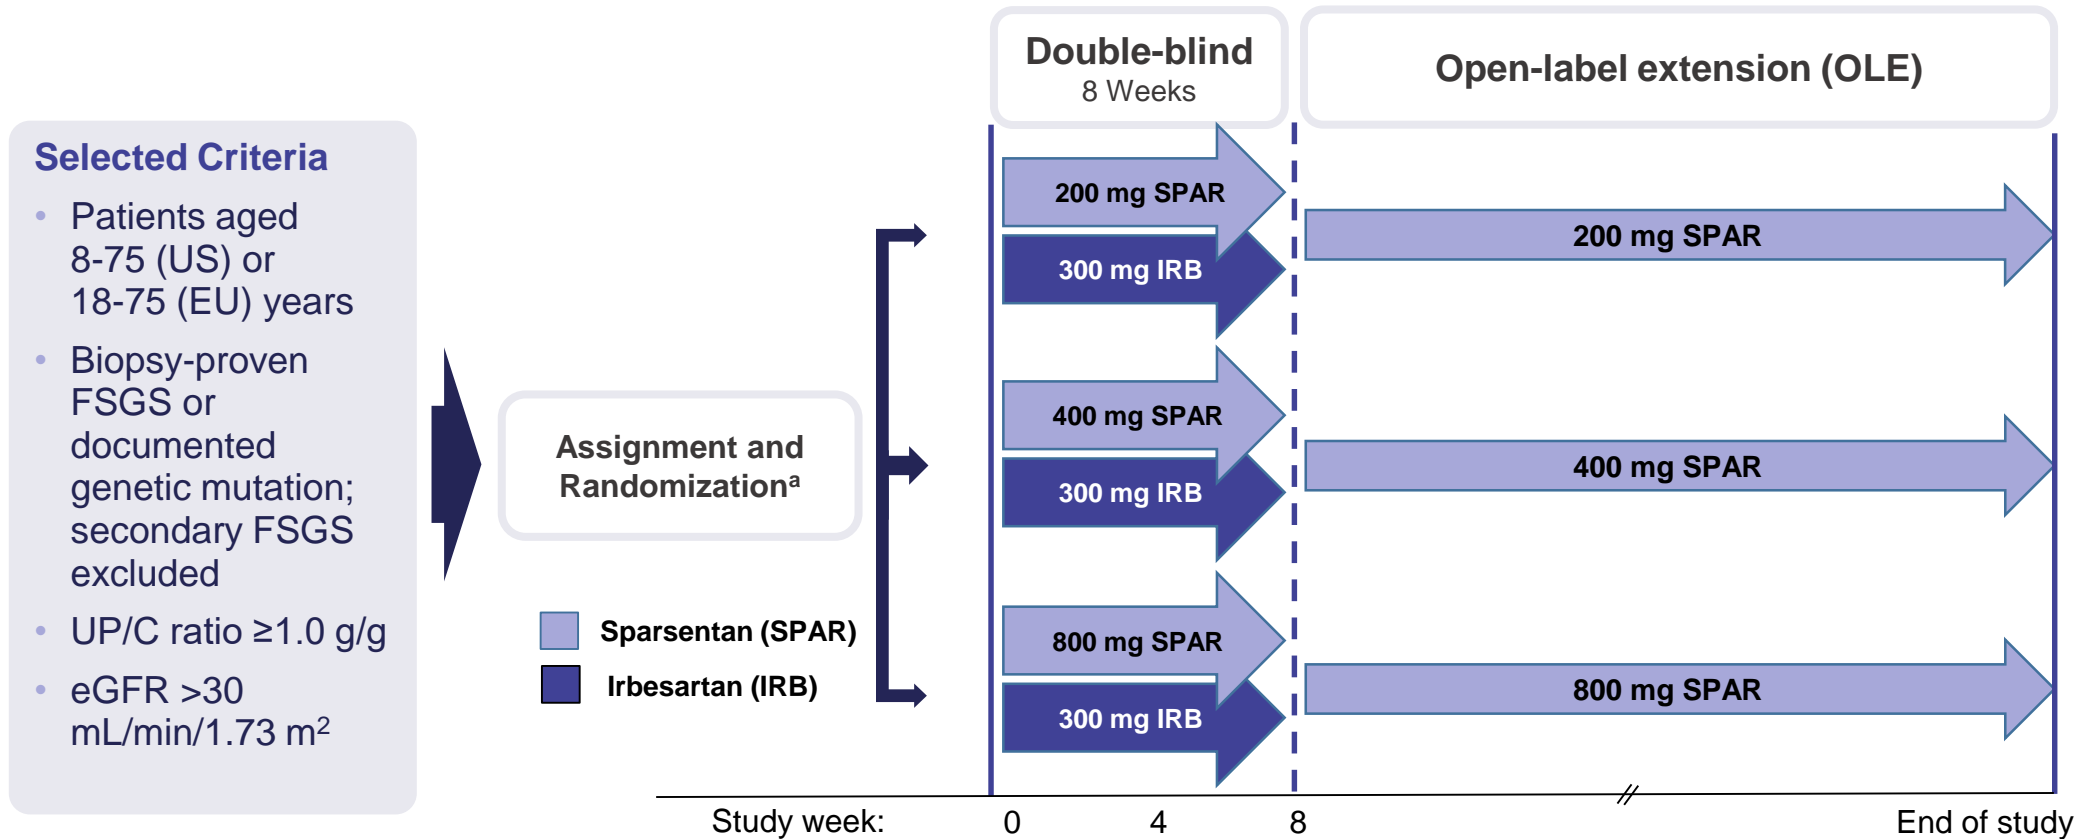 Double-blind
8 Weeks
Open-label extension (OLE)
Selected Criteria
• Patients aged
8-75 (US) or
18-75 (EU) years
• Biopsy-proven
FSGS or
documented
genetic mutation;
secondary FSGS
excluded
• UP/C ratio ≥1.0 g/g
• eGFR >30
mL/min/1.73 m²
Assignment and
Randomizationᵃ
Sparsentan (SPAR)
Irbesartan (IRB)
200 mg SPAR
300 mg IRB
200 mg SPAR
400 mg SPAR
300 mg IRB
400 mg SPAR
800 mg SPAR
300 mg IRB
800 mg SPAR
Study week: 0 4 8 End of study